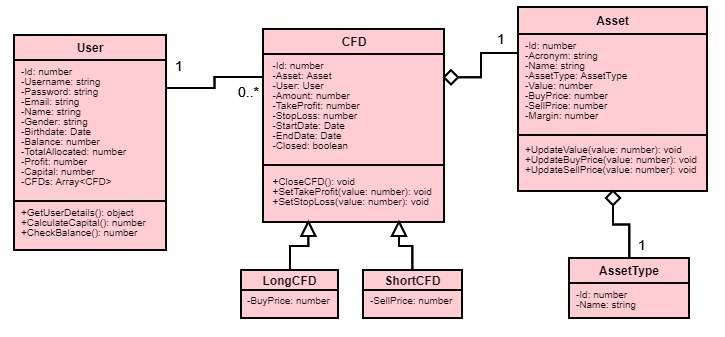 User
-Id: number
-Username: string
-Password: string
-Email: string
-Name: string
-Gender: string
-Birthdate: Date
-Balance: number
-TotalAllocated: number
-Profit: number
-Capital: number
-CFDs: Array<CFD>
+GetUserDetails(): object
+CalculateCapital(): number
+CheckBalance(): number
1
0..*
CFD
-Id: number
-Asset: Asset
-User: User
-Amount: number
-TakeProfit: number
-StopLoss: number
-StartDate: Date
-EndDate: Date
-Closed: boolean
+CloseCFD(): void
+SetTakeProfit(value: number): void
+SetStopLoss(value: number): void
1
Asset
-Id: number
-Acronym: string
-Name: string
-AssetType: AssetType
-Value: number
-BuyPrice: number
-SellPrice: number
-Margin: number
+UpdateValue(value: number): void
+UpdateBuyPrice(value: number): void
+UpdateSellPrice(value: number): void
1
LongCFD
-BuyPrice: number
ShortCFD
-SellPrice: number
AssetType
-Id: number
-Name: string